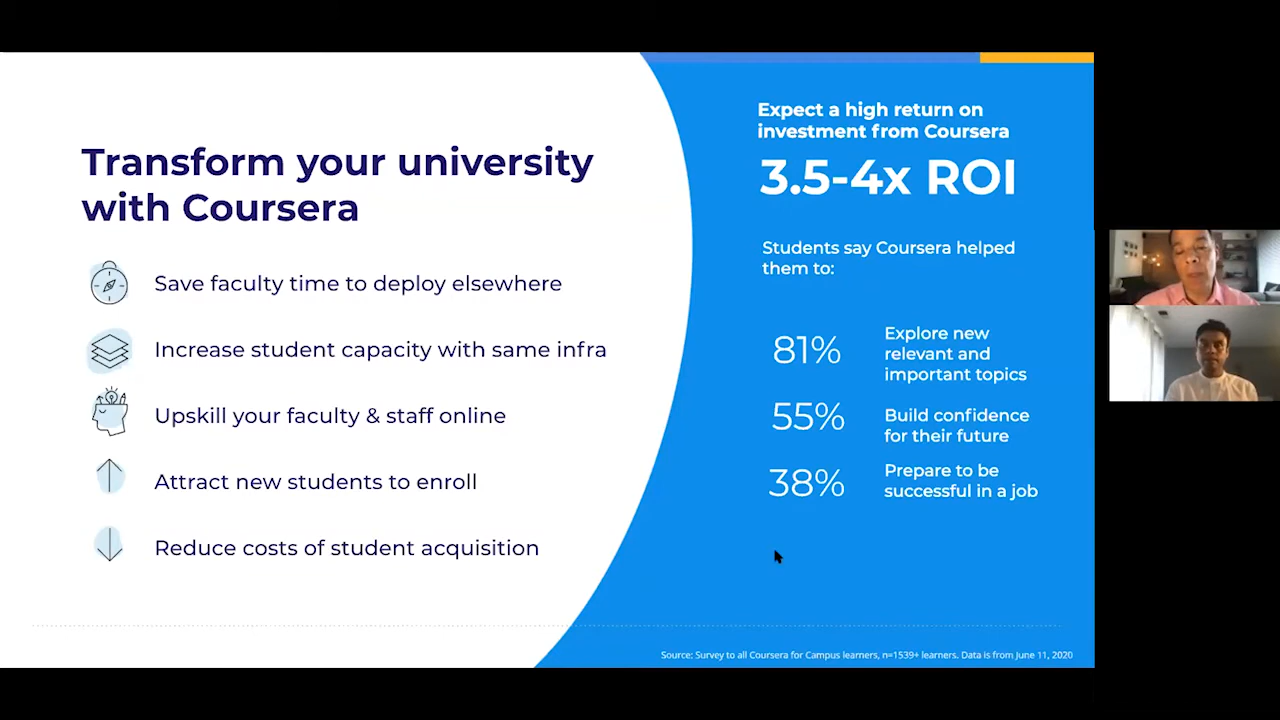 Transform your university
with Coursera
Save faculty time to deploy elsewhere
Increase student capacity with same infra
Upskill your faculty & staff online
Attract new students to enroll
Reduce costs of student acquisition
Expect a high return on
investment from Coursera
3.5-4x ROI
Students say Coursera helped
them to:
81%
Explore new
relevant and
important topics
55%
Build confidence
for their future
38%
Prepare to be
successful in a job
Source: Survey to all Coursera for Campus learners, n=1539+ learners. Data is from June 11, 2020